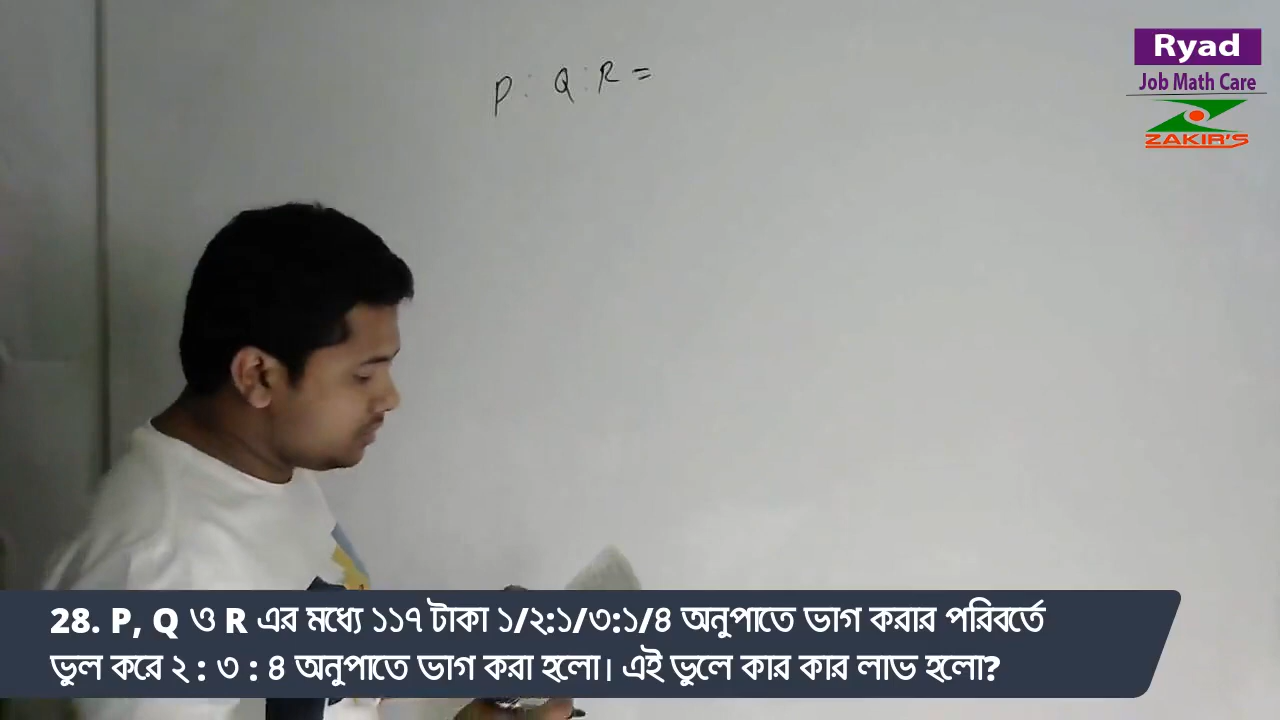 P : Q : R =
Ryad
Job Math Care
ZAKIR'S
28. P, Q ও R এর মধ্যে ১১৭ টাকা ১/২:১/৩:১/৪ অনুপাতে ভাগ করার পরিবর্তে
ভুল করে ২ : ৩ : ৪ অনুপাতে ভাগ করা হলো। এই ভুলে কার কার লাভ হলো?